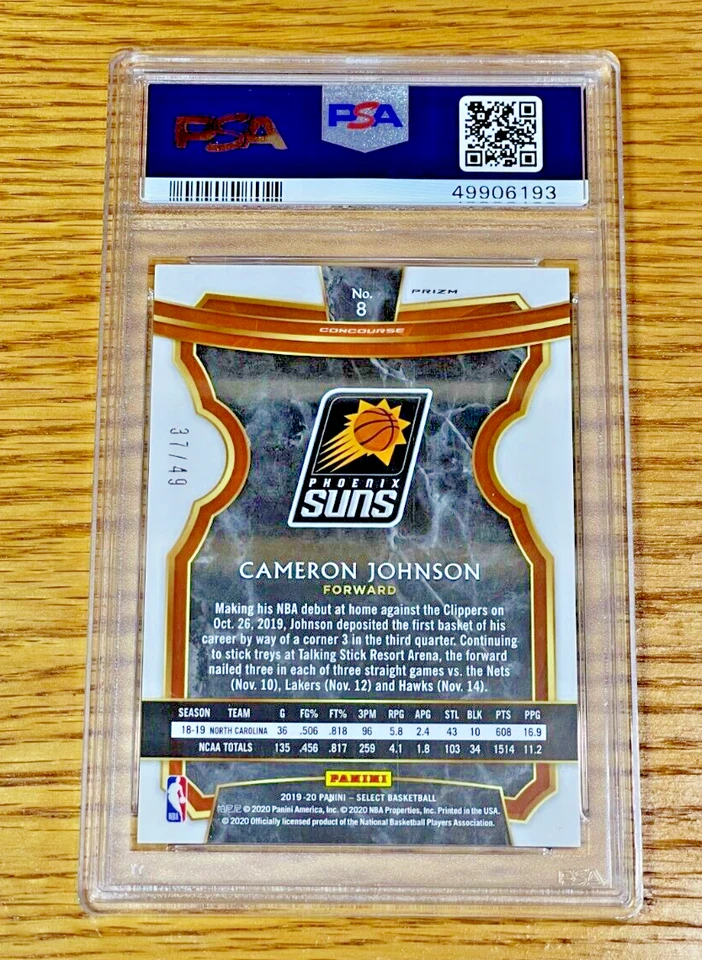 PSA
PSA
49906193
No.
8
PRIZM
CONCOURSE
37/49
PHOENIX
SUNS
CAMERON JOHNSON
FORWARD
Making his NBA debut at home against the Clippers on
Oct. 26, 2019, Johnson deposited the first basket of his
career by way of a corner 3 in the third quarter. Continuing
to stick treys at Talking Stick Resort Arena, the forward
nailed three in each of three straight games vs. the Nets
(Nov. 10), Lakers (Nov. 12) and Hawks (Nov. 14).
SEASON TEAM G FG% FT% 3PM RPG APG STL BLK PTS PPG
18-19 NORTH CAROLINA 36 .506 .818 96 5.8 2.4 43 10 608 16.9
NCAA TOTALS 135 .456 .817 259 4.1 1.8 103 34 1514 11.2
PANINI
NBA
2019-20 PANINI – SELECT BASKETBALL
© 2020 Panini America, Inc. © 2020 NBA Properties, Inc. Printed in the USA.
© 2020 Officially licensed product of the National Basketball Players Association.
PSA